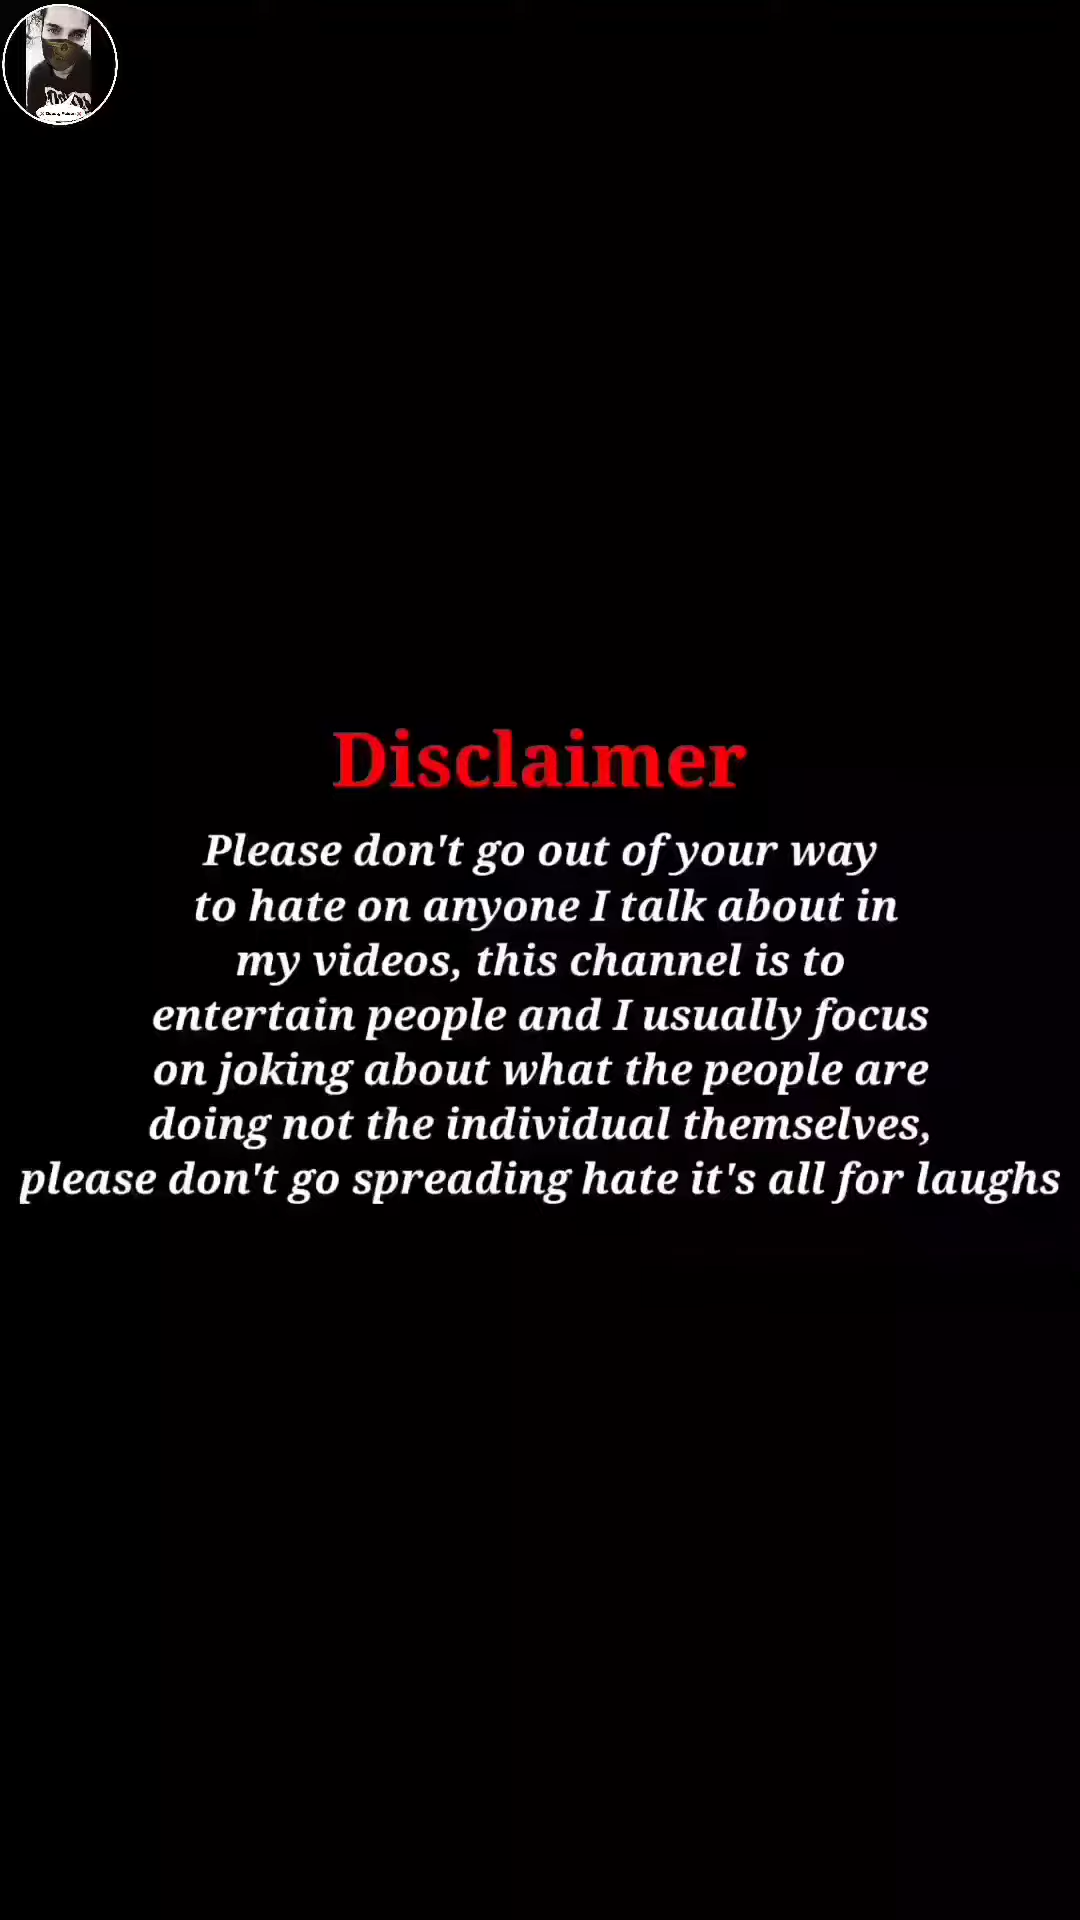 Disclaimer
Please don't go out of your way
to hate on anyone I talk about in
my videos, this channel is to
entertain people and I usually focus
on joking about what the people are
doing not the individual themselves,
please don't go spreading hate it's all for laughs